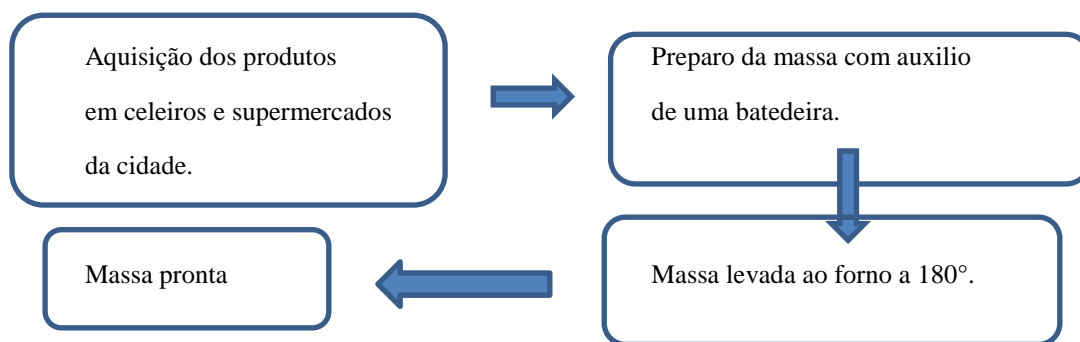 Aquisição dos produtos
em celeiros e supermercados
da cidade.
Preparo da massa com auxilio
de uma batedeira.
Massa levada ao forno a 180°.
Massa pronta